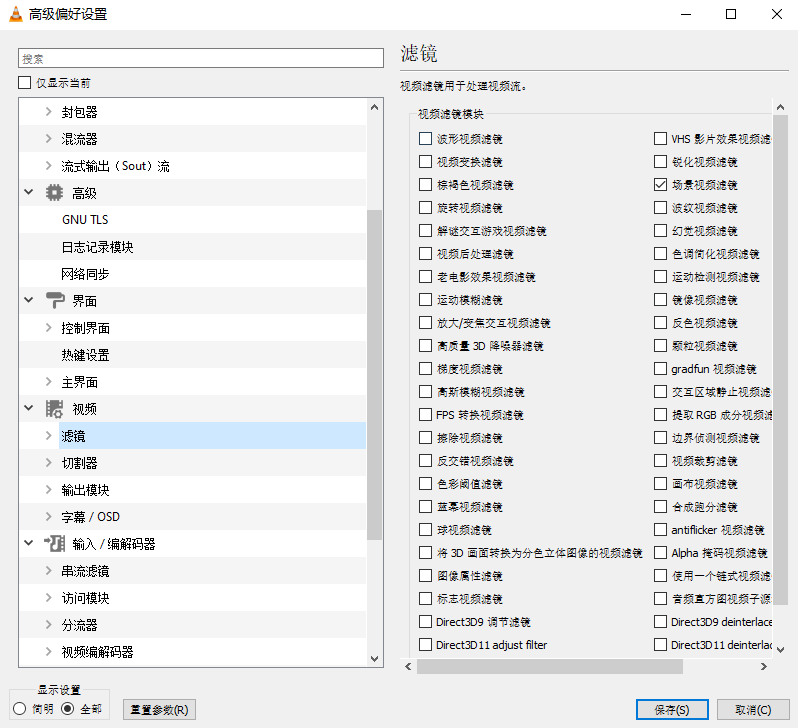 高级偏好设置
搜索
仅显示当前
封包器
混流器
流式输出（Sout）流
高级
GNU TLS
日志记录模块
网络同步
界面
控制界面
热键设置
主界面
视频
滤镜
切割器
输出模块
字幕 / OSD
输入 / 编解码器
串流滤镜
访问模块
分流器
视频编解码器
显示设置
简明
全部
重置参数(R)
滤镜
视频滤镜用于处理视频流。
视频滤镜模块
波形视频滤镜
VHS 影片效果视频滤
视频变换滤镜
锐化视频滤镜
棕褐色视频滤镜
场景视频滤镜
旋转视频滤镜
波纹视频滤镜
解谜交互游戏视频滤镜
幻觉视频滤镜
视频后处理滤镜
色调简化视频滤镜
老电影效果视频滤镜
运动检测视频滤镜
运动模糊滤镜
镜像视频滤镜
放大/变焦交互视频滤镜
反色视频滤镜
高质量 3D 降噪器滤镜
颗粒视频滤镜
梯度视频滤镜
gradfun 视频滤镜
高斯模糊视频滤镜
交互区域静止视频滤
FPS 转换视频滤镜
提取 RGB 成分视频滤
擦除视频滤镜
边界侦测视频滤镜
反交错视频滤镜
视频裁剪滤镜
色彩阈值滤镜
画布视频滤镜
蓝幕视频滤镜
合成跑分滤镜
球视频滤镜
antiflicker 视频滤镜
将 3D 画面转换为分色立体图像的视频滤镜
Alpha 掩码视频滤镜
图像属性滤镜
使用一个链式视频滤
标志视频滤镜
音频直方图视频子源
Direct3D9 调节滤镜
Direct3D9 deinterlace
Direct3D11 adjust filter
Direct3D11 deinterlac
保存(S)
取消(C)